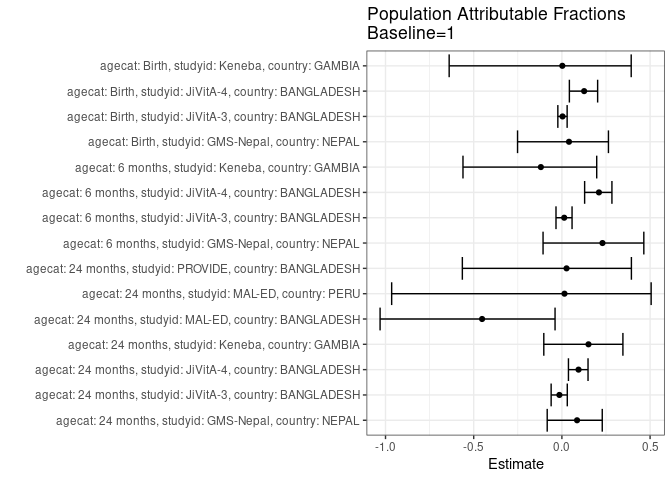 Population Attributable Fractions
Baseline=1
agecat: Birth, studyid: Keneba, country: GAMBIA
agecat: Birth, studyid: JiVitA-4, country: BANGLADESH
agecat: Birth, studyid: JiVitA-3, country: BANGLADESH
agecat: Birth, studyid: GMS-Nepal, country: NEPAL
agecat: 6 months, studyid: Keneba, country: GAMBIA
agecat: 6 months, studyid: JiVitA-4, country: BANGLADESH
agecat: 6 months, studyid: JiVitA-3, country: BANGLADESH
agecat: 6 months, studyid: GMS-Nepal, country: NEPAL
agecat: 24 months, studyid: PROVIDE, country: BANGLADESH
agecat: 24 months, studyid: MAL-ED, country: PERU
agecat: 24 months, studyid: MAL-ED, country: BANGLADESH
agecat: 24 months, studyid: Keneba, country: GAMBIA
agecat: 24 months, studyid: JiVitA-4, country: BANGLADESH
agecat: 24 months, studyid: JiVitA-3, country: BANGLADESH
agecat: 24 months, studyid: GMS-Nepal, country: NEPAL
-1.0 -0.5 0.0 0.5
Estimate